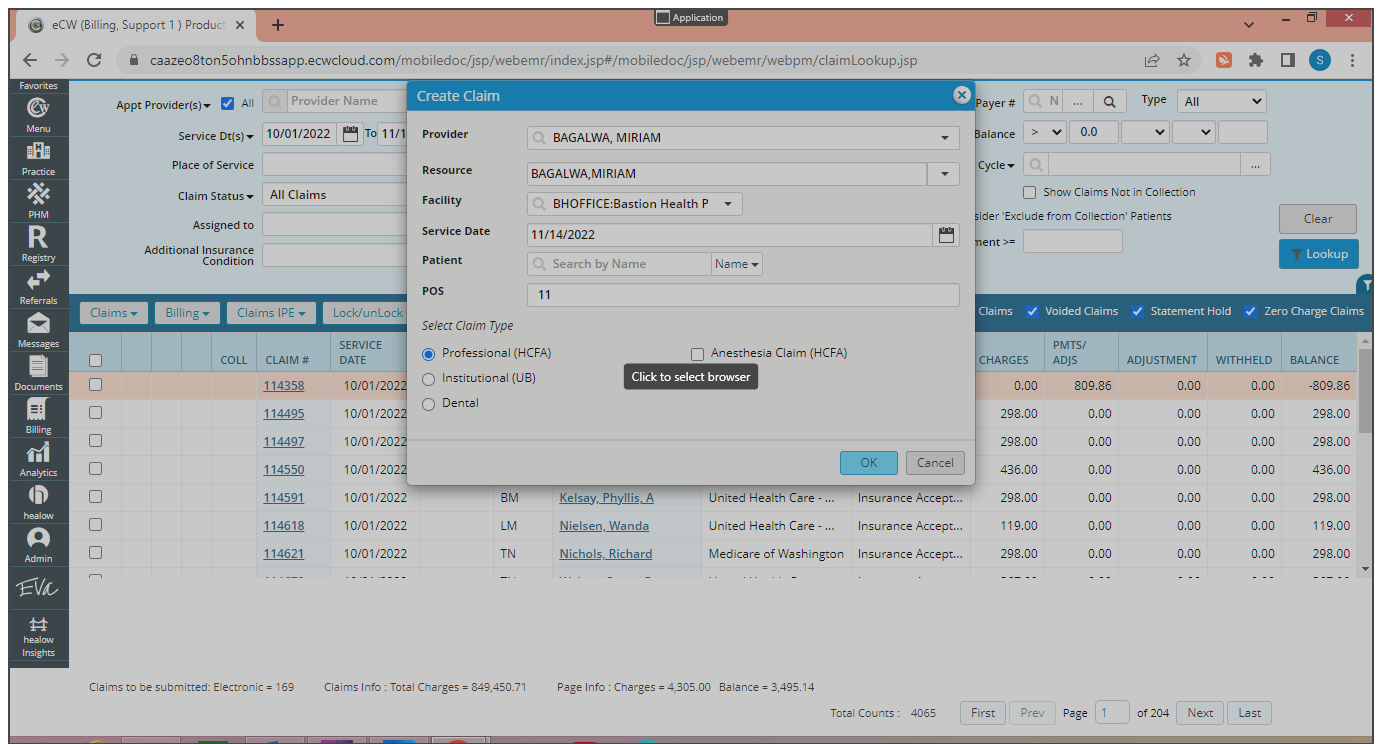 Application
eCW (Billing, Support 1 ) Product
caazeo8ton5ohnbbssapp.ecwcloud.com/mobiledoc/jsp/webemr/index.jsp#/mobiledoc/jsp/webemr/webpm/claimLookup.jsp
S
Favorites
Menu
Practice
PHM
Registry
Referrals
Messages
Documents
Billing
Analytics
healow
Admin
EVA
healow Insights
Appt Provider(s) All Provider Name
Service Dt(s) 10/01/2022 To 11/1
Place of Service
Claim Status All Claims
Assigned to
Additional Insurance
Condition
Payer # N ... Type All
Balance > 0.0
Cycle ...
Show Claims Not in Collection
sider 'Exclude from Collection' Patients
ment >=
Clear
Lookup
Create Claim
Provider BAGALWA, MIRIAM
Resource BAGALWA,MIRIAM
Facility BHOFFICE:Bastion Health P
Service Date 11/14/2022
Patient Search by Name Name
POS 11
Select Claim Type
Professional (HCFA) Anesthesia Claim (HCFA)
Institutional (UB)
Dental
Click to select browser
OK Cancel
Claims Billing Claims IPE Lock/unLock Claims Voided Claims Statement Hold Zero Charge Claims
COLL CLAIM # SERVICE DATE CHARGES PMTS/ ADJS ADJUSTMENT WITHHELD BALANCE
114358 10/01/2022 0.00 809.86 0.00 0.00 -809.86
114495 10/01/2022 298.00 0.00 0.00 0.00 298.00
114497 10/01/2022 298.00 0.00 0.00 0.00 298.00
114550 10/01/2022 436.00 0.00 0.00 0.00 436.00
114591 10/01/2022 BM Kelsay, Phyllis, A United Health Care - ... Insurance Accept... 298.00 0.00 0.00 0.00 298.00
114618 10/01/2022 LM Nielsen, Wanda United Health Care - ... Insurance Accept... 119.00 0.00 0.00 0.00 119.00
114621 10/01/2022 TN Nichols, Richard Medicare of Washington Insurance Accept... 298.00 0.00 0.00 0.00 298.00
Claims to be submitted: Electronic = 169 Claims Info : Total Charges = 849,450.71 Page Info : Charges = 4,305.00 Balance = 3,495.14
Total Counts : 4065 First Prev Page 1 of 204 Next Last